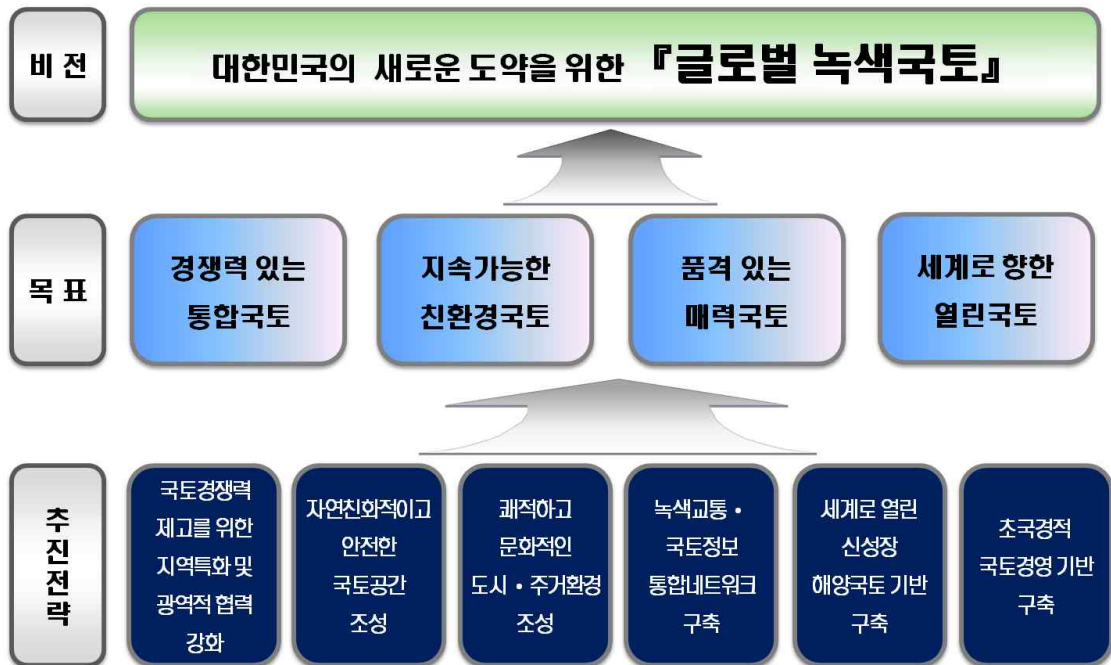 비 전
대한민국의 새로운 도약을 위한 『글로벌 녹색국토』
목 표
경쟁력 있는
통합국토
지속가능한
친환경국토
품격 있는
매력국토
세계로 향한
열린국토
추
진
전
략
국토경쟁력
제고를 위한
지역특화 및
광역적 협력
강화
자연친화적이고
안전한
국토공간
조성
쾌적하고
문화적인
도시 • 주거환경
조성
녹색교통 •
국토정보
통합네트워크
구축
세계로 열린
신성장
해양국토 기반
구축
초국경적
국토경영 기반
구축